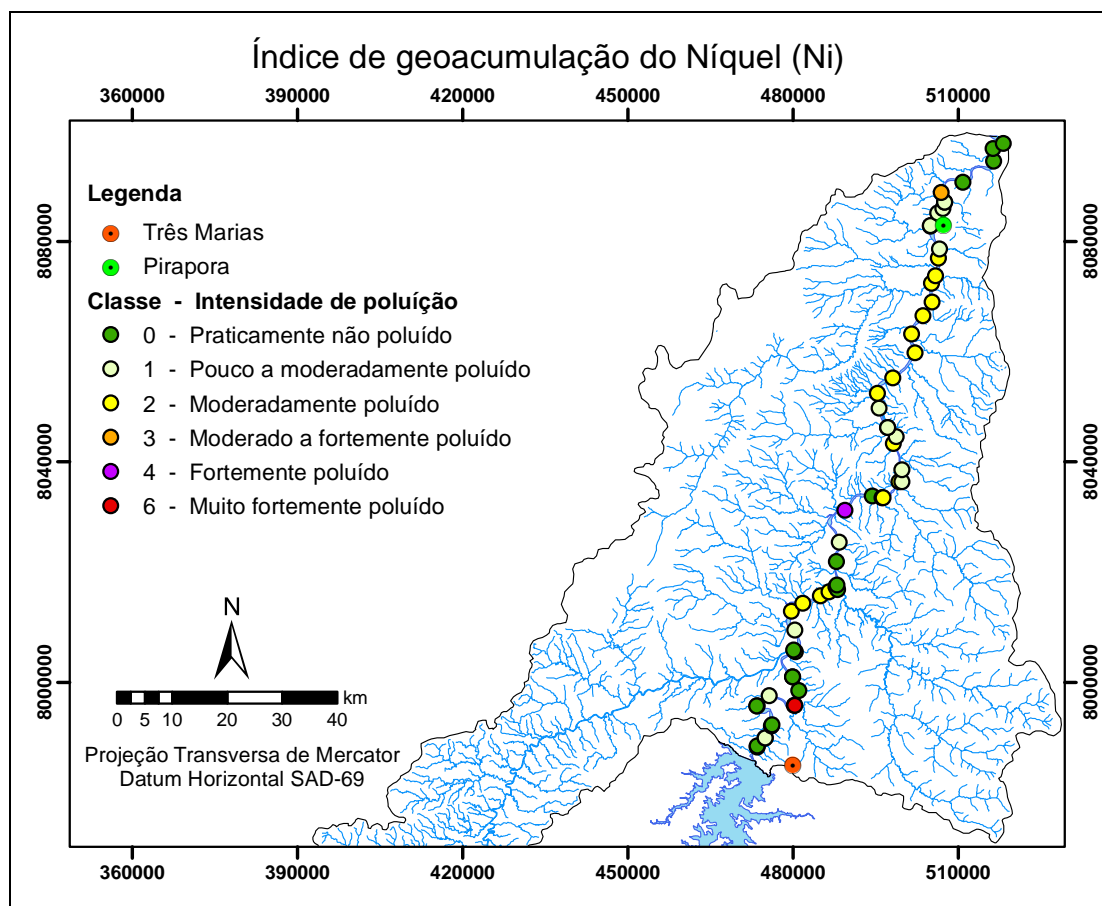 Índice de geoacumulação do Níquel (Ni)
360000 390000 420000 450000 480000 510000
8080000 8080000
8040000 8040000
8000000 8000000
Legenda
Três Marias
Pirapora
Classe - Intensidade de poluíção
0 - Praticamente não poluído
1 - Pouco a moderadamente poluído
2 - Moderadamente poluído
3 - Moderado a fortemente poluído
4 - Fortemente poluído
6 - Muito fortemente poluído
N
km
0 5 10 20 30 40
Projeção Transversa de Mercator
Datum Horizontal SAD-69
360000 390000 420000 450000 480000 510000